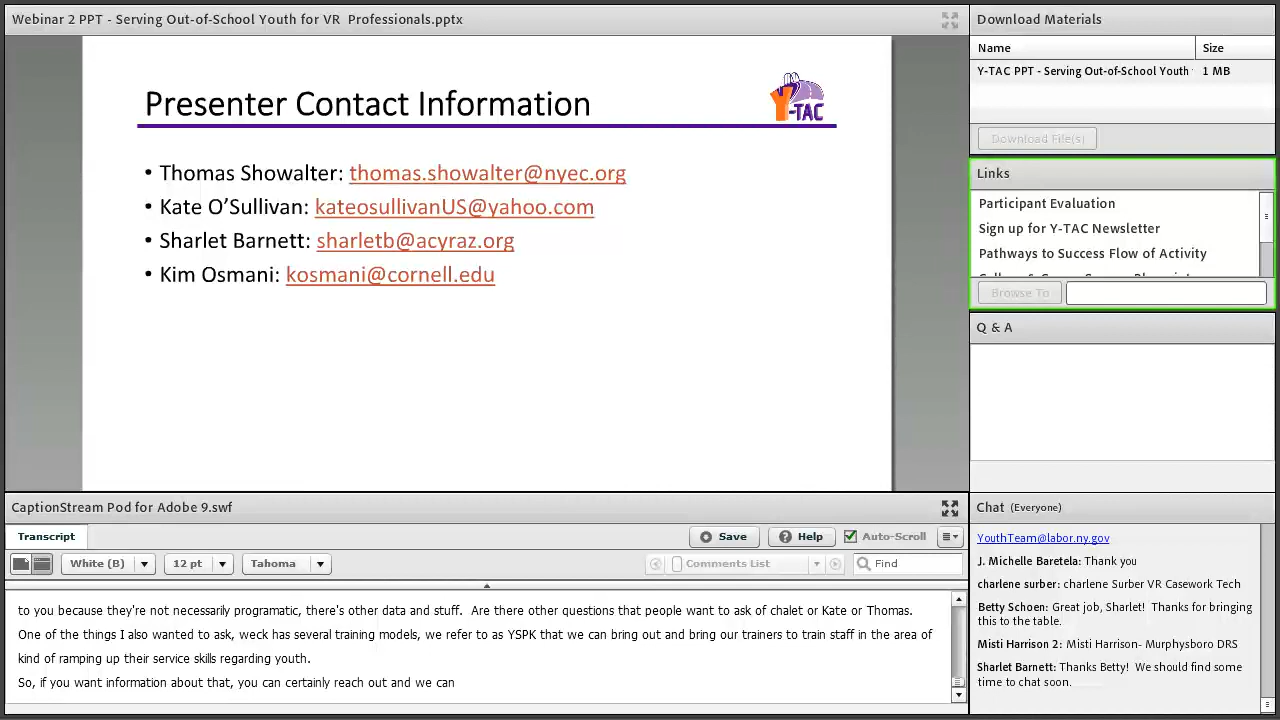 Webinar 2 PPT - Serving Out-of-School Youth for VR  Professionals.pptx
Presenter Contact Information
Y-TAC
• Thomas Showalter: thomas.showalter@nyec.org
• Kate O’Sullivan: kateosullivanUS@yahoo.com
• Sharlet Barnett: sharletb@acyraz.org
• Kim Osmani: kosmani@cornell.edu
Download Materials
Name Size
Y-TAC PPT - Serving Out-of-School Youth 1 MB
Download File(s)
Links
Participant Evaluation
Sign up for Y-TAC Newsletter
Pathways to Success Flow of Activity
Browse To
Q & A
CaptionStream Pod for Adobe 9.swf
Transcript Save Help Auto-Scroll
White (B) 12 pt Tahoma Comments List Find
to you because they're not necessarily programatic, there's other data and stuff.  Are there other questions that people want to ask of chalet or Kate or Thomas.
One of the things I also wanted to ask, weck has several training models, we refer to as YSPK that we can bring out and bring our trainers to train staff in the area of
kind of ramping up their service skills regarding youth.
So, if you want information about that, you can certainly reach out and we can
Chat (Everyone)
YouthTeam@labor.ny.gov
J. Michelle Baretela: Thank you
charlene surber: charlene Surber VR Casework Tech
Betty Schoen: Great job, Sharlet!  Thanks for bringing
this to the table.
Misti Harrison 2: Misti Harrison- Murphysboro DRS
Sharlet Barnett: Thanks Betty!  We should find some
time to chat soon.